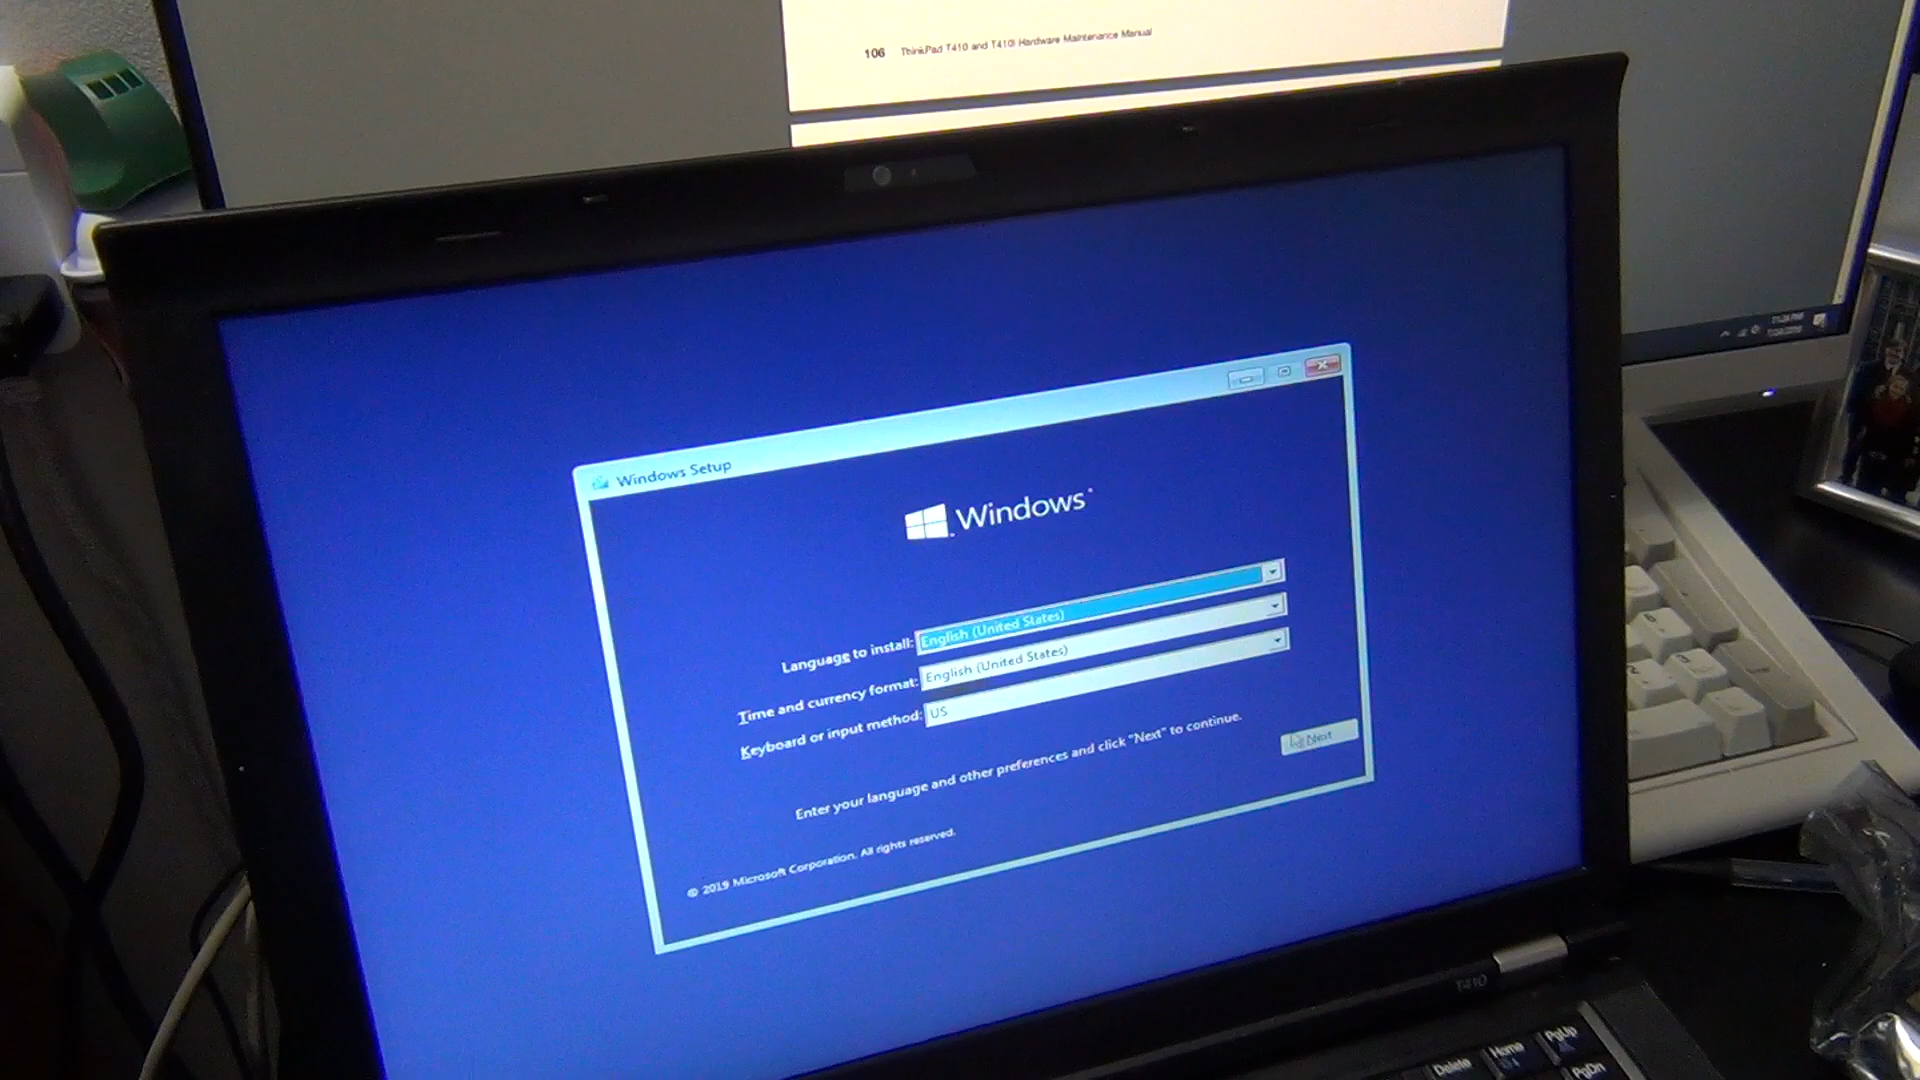 106 ThinkPad T410 and T410i Hardware Maintenance Manual
Windows Setup
Windows
Language to install: English (United States)
Time and currency format: English (United States)
Keyboard or input method: US
Enter your language and other preferences and click "Next" to continue.
Next
© 2019 Microsoft Corporation. All rights reserved.
T410
Delete Home PgUp
PgDn